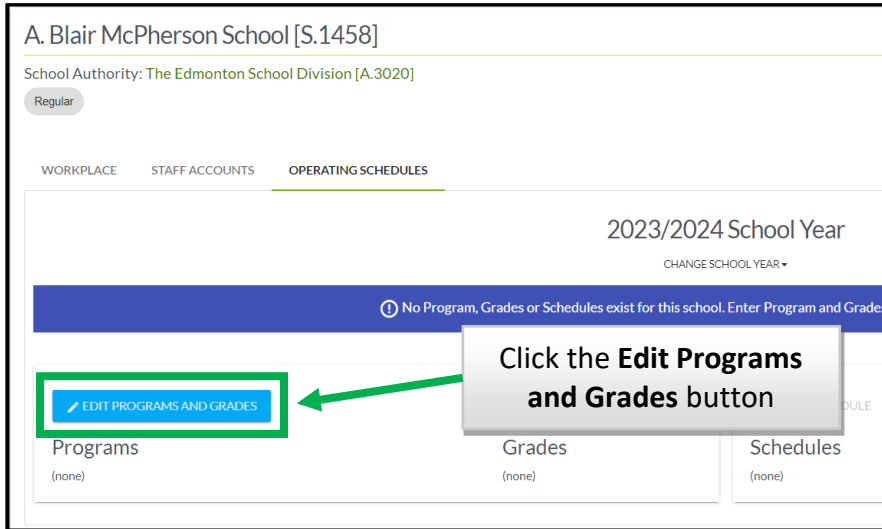 A. Blair McPherson School [S.1458]
School Authority: The Edmonton School Division [A.3020]
Regular
WORKPLACE STAFF ACCOUNTS OPERATING SCHEDULES
2023/2024 School Year
CHANGE SCHOOL YEAR
No Program, Grades or Schedules exist for this school. Enter Program and Grade
Click the Edit Programs
and Grades button
EDIT PROGRAMS AND GRADES
DULE
Programs Grades Schedules
(none) (none) (none)